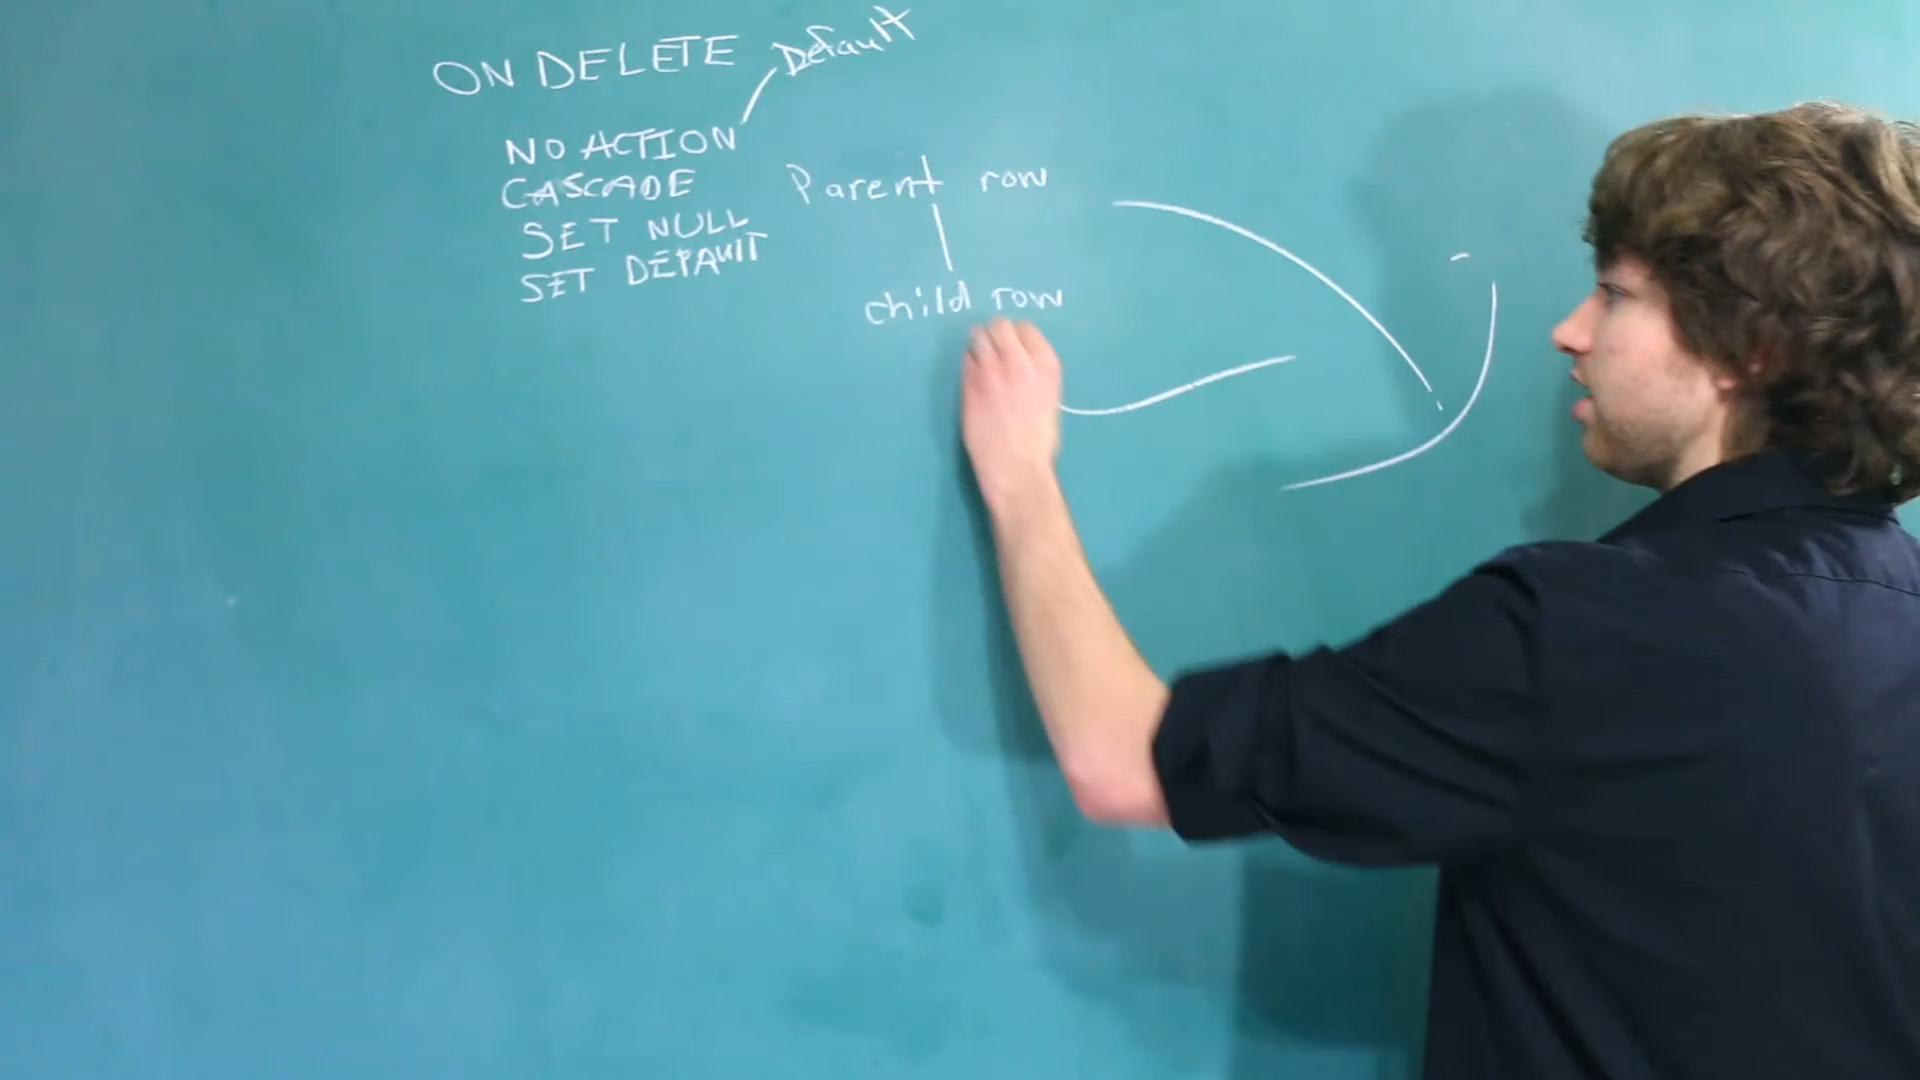 ON DELETE Default
NO ACTION
CASCADE
SET NULL
SET DEFAULT
Parent row
child row